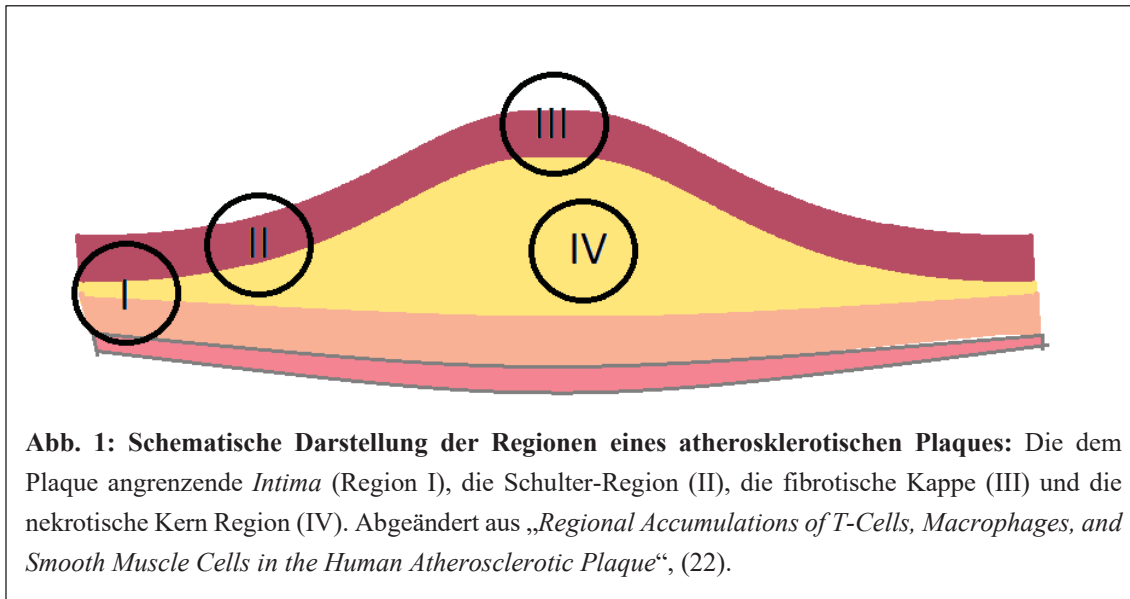 III
II
IV
I
Abb. 1: Schematische Darstellung der Regionen eines atherosklerotischen Plaques: Die dem
Plaque angrenzende Intima (Region I), die Schulter-Region (II), die fibrotische Kappe (III) und die
nekrotische Kern Region (IV). Abgeändert aus „Regional Accumulations of T-Cells, Macrophages, and
Smooth Muscle Cells in the Human Atherosclerotic Plaque“, (22).